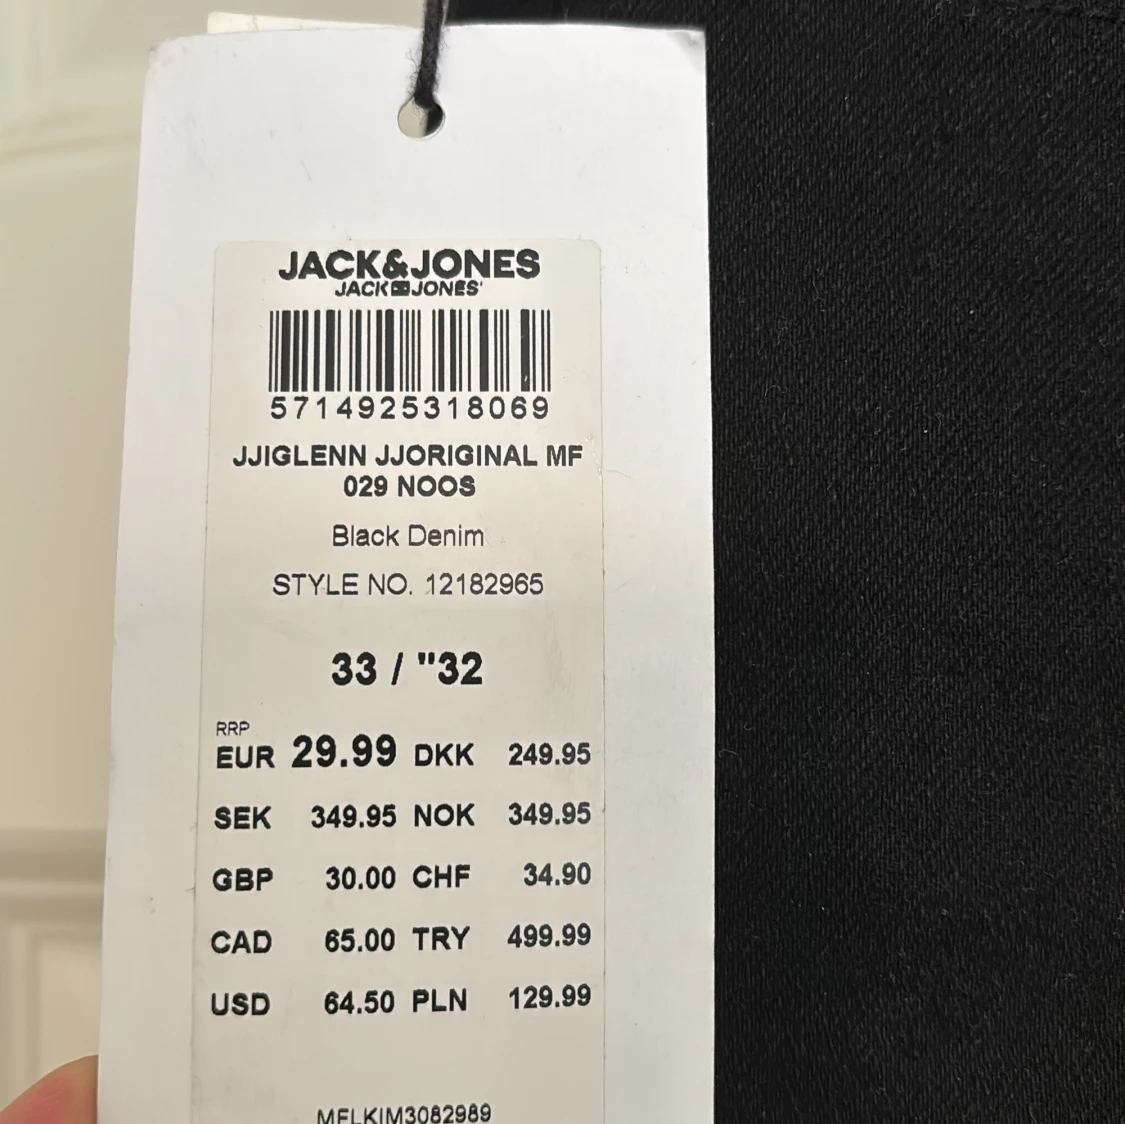 JACK&JONES
JACK JONES
5714925318069
JJIGLENN JJORIGINAL MF
029 NOOS
Black Denim
STYLE NO. 12182965
33 / "32
RRP
EUR 29.99 DKK 249.95
SEK 349.95 NOK 349.95
GBP 30.00 CHF 34.90
CAD 65.00 TRY 499.99
USD 64.50 PLN 129.99
MFLKIM3082989